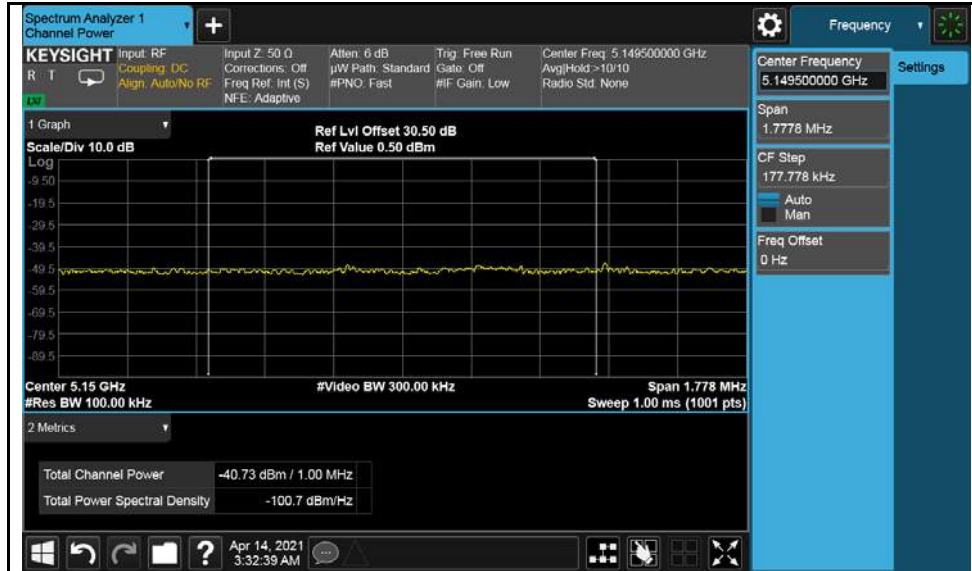 Spectrum Analyzer 1
Channel Power
+
Frequency
KEYSIGHT
R T
LXI
Input: RF
Coupling: DC
Align: Auto/No RF
Input Z: 50 Ω
Corrections: Off
Freq Ref: Int (S)
NFE: Adaptive
Atten: 6 dB
µW Path: Standard
#PNO: Fast
Trig: Free Run
Gate: Off
#IF Gain: Low
Center Freq: 5.149500000 GHz
Avg|Hold:>10/10
Radio Std: None
Center Frequency
5.149500000 GHz
Settings
Span
1.7778 MHz
CF Step
177.778 kHz
Auto
Man
Freq Offset
0 Hz
1 Graph
Scale/Div 10.0 dB
Ref Lvl Offset 30.50 dB
Ref Value 0.50 dBm
Log
-9.50
-19.5
-29.5
-39.5
-49.5
-59.5
-69.5
-79.5
-89.5
Center 5.15 GHz
#Video BW 300.00 kHz
Span 1.778 MHz
#Res BW 100.00 kHz
Sweep 1.00 ms (1001 pts)
2 Metrics
Total Channel Power -40.73 dBm / 1.00 MHz
Total Power Spectral Density -100.7 dBm/Hz
?
Apr 14, 2021
3:32:39 AM